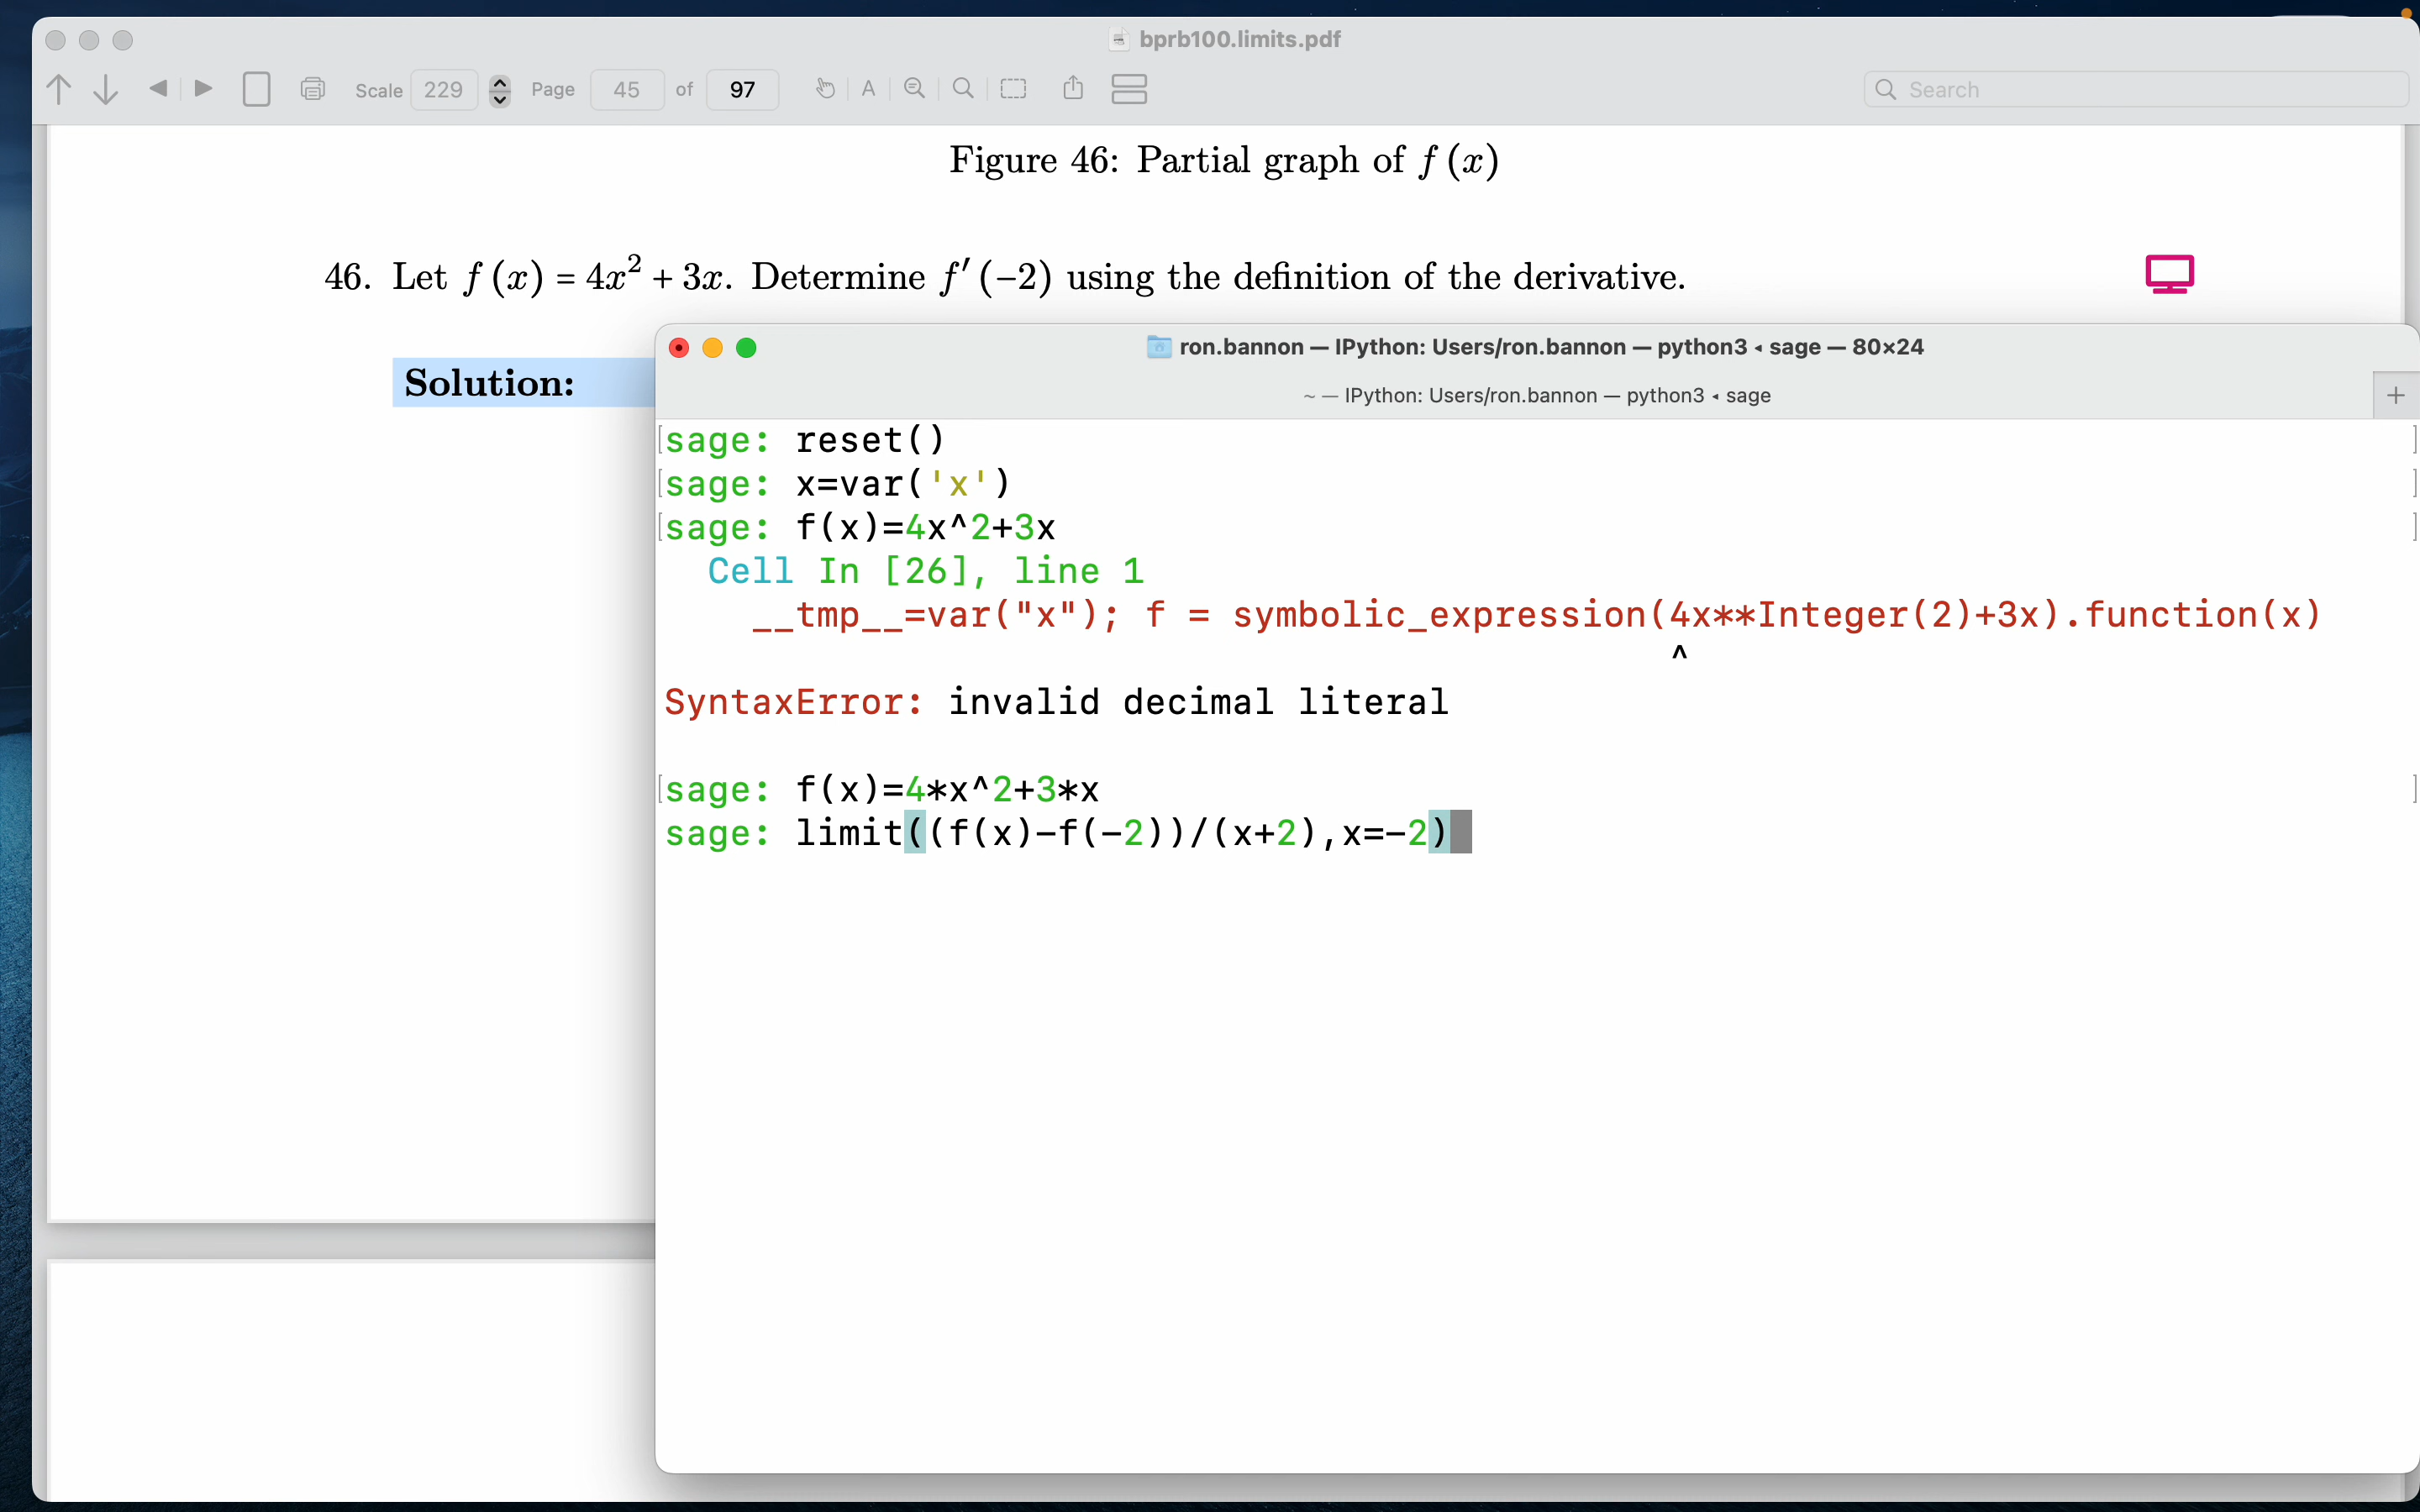 bprb100.limits.pdf
Scale 229 Page 45 of 97 A Search
Figure 46: Partial graph of f (x)
46. Let f (x) = 4x² + 3x. Determine f′ (−2) using the definition of the derivative.
Solution:
ron.bannon — IPython: Users/ron.bannon — python3 ◂ sage — 80×24
~ — IPython: Users/ron.bannon — python3 ◂ sage
[sage: reset() ]
[sage: x=var('x') ]
[sage: f(x)=4x^2+3x ]
Cell In [26], line 1
__tmp__=var("x"); f = symbolic_expression(4x**Integer(2)+3x).function(x)
^
SyntaxError: invalid decimal literal
[sage: f(x)=4*x^2+3*x ]
sage: limit((f(x)-f(-2))/(x+2),x=-2)